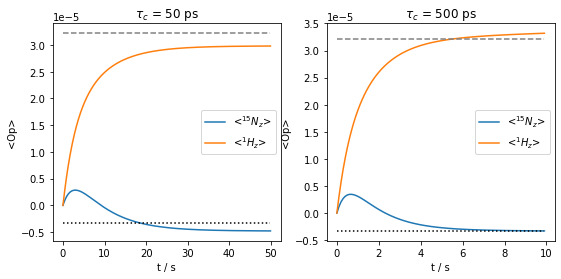 τc = 50 ps
1e−5
3.0
2.5
2.0
1.5
1.0
0.5
0.0
−0.5
<Op>
<15Nz>
<1Hz>
0 10 20 30 40 50
t / s
τc = 500 ps
1e−5
3.5
3.0
2.5
2.0
1.5
1.0
0.5
0.0
−0.5
<Op>
<15Nz>
<1Hz>
0 2 4 6 8 10
t / s